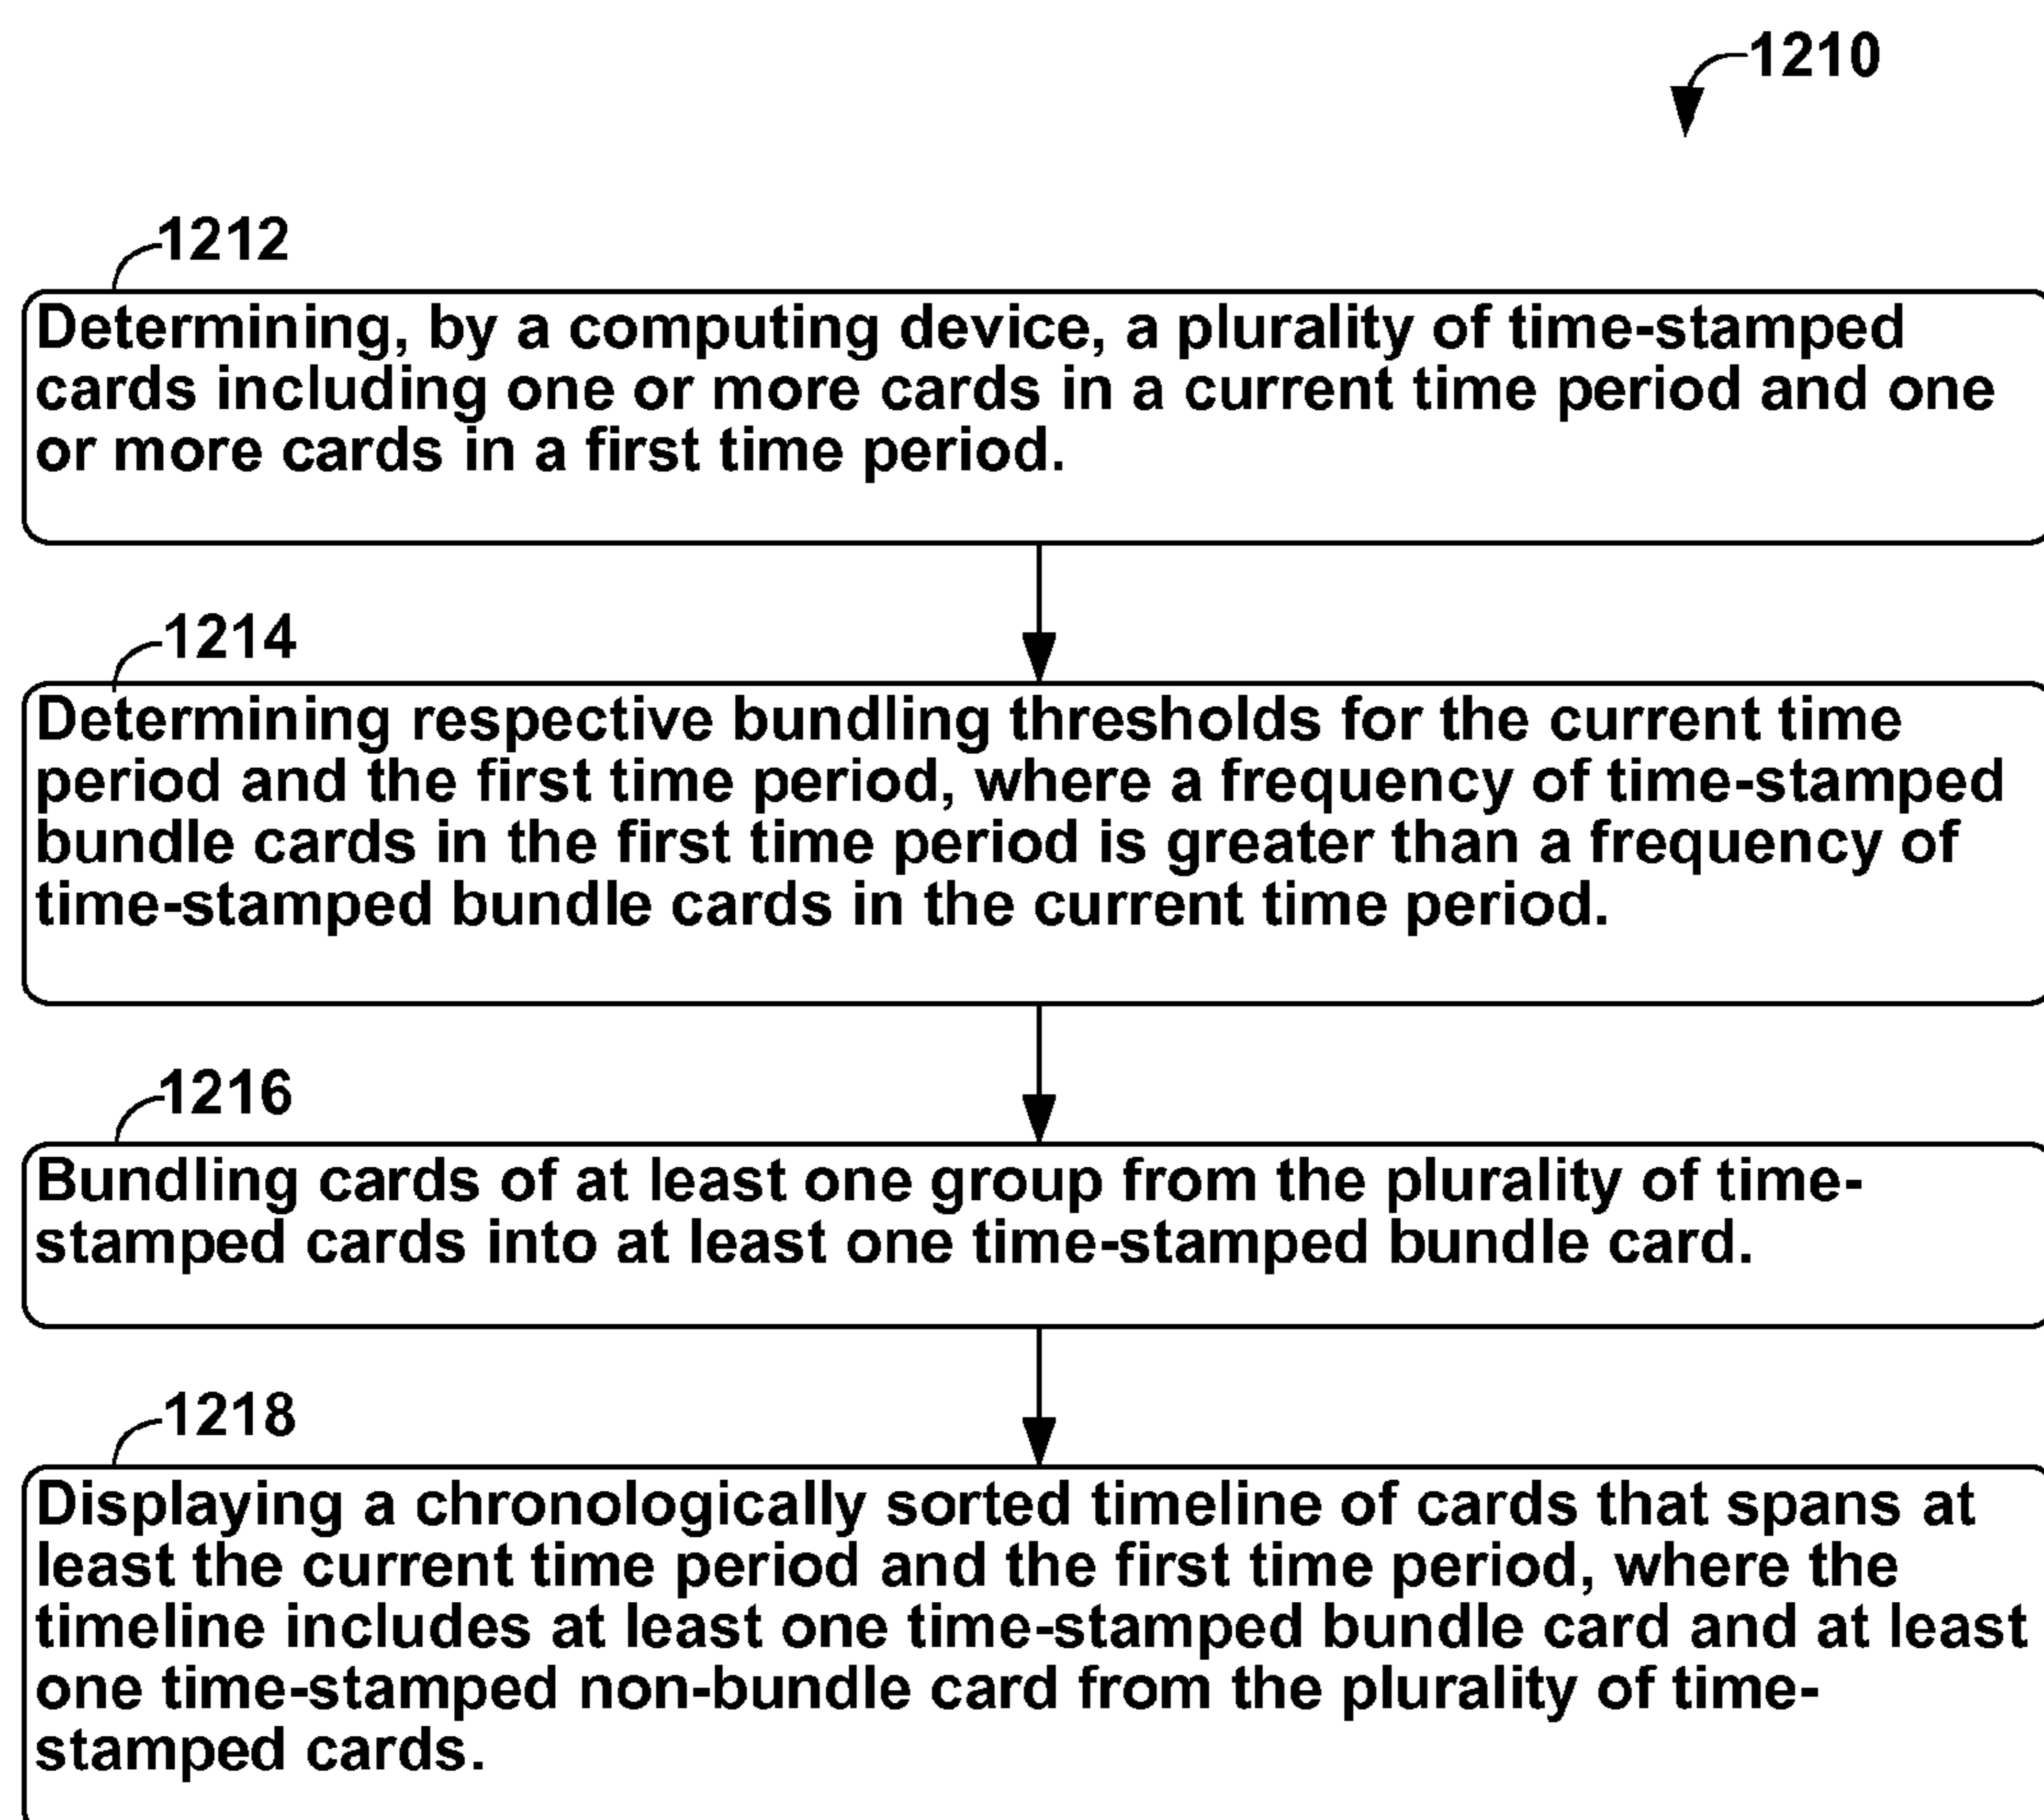 1210
1212
Determining, by a computing device, a plurality of time-stamped
cards including one or more cards in a current time period and one
or more cards in a first time period.
1214
Determining respective bundling thresholds for the current time
period and the first time period, where a frequency of time-stamped
bundle cards in the first time period is greater than a frequency of
time-stamped bundle cards in the current time period.
1216
Bundling cards of at least one group from the plurality of time-
stamped cards into at least one time-stamped bundle card.
1218
Displaying a chronologically sorted timeline of cards that spans at
least the current time period and the first time period, where the
timeline includes at least one time-stamped bundle card and at least
one time-stamped non-bundle card from the plurality of time-
stamped cards.